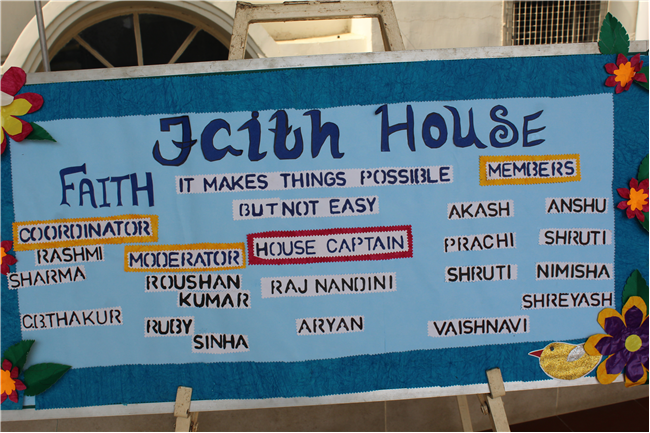 Faith House
FAITH IT MAKES THINGS POSSIBLE
BUT NOT EASY
COORDINATOR
RASHMI
SHARMA
C.B.THAKUR
MODERATOR
ROUSHAN
KUMAR
RUBY
SINHA
HOUSE CAPTAIN
RAJ NANDINI
ARYAN
MEMBERS
AKASH ANSHU
PRACHI SHRUTI
SHRUTI NIMISHA
SHREYASH
VAISHNAVI